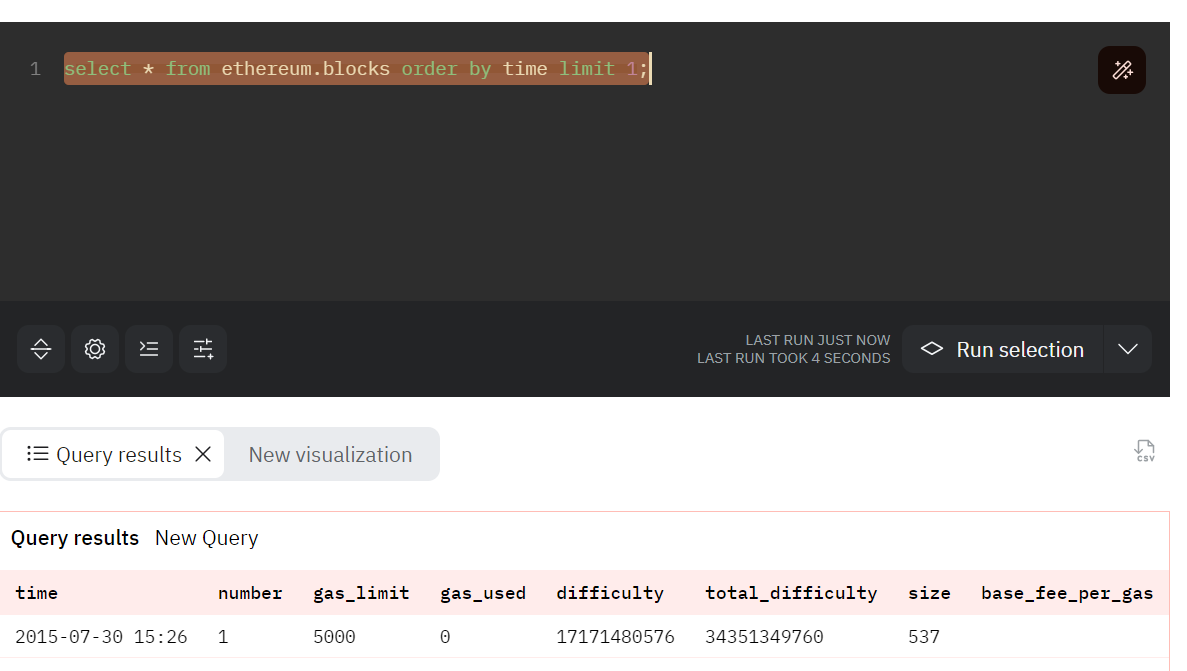 1 select * from ethereum.blocks order by time limit 1;
LAST RUN JUST NOW
LAST RUN TOOK 4 SECONDS
Run selection
Query results New visualization
CSV
Query results New Query
time number gas_limit gas_used difficulty total_difficulty size base_fee_per_gas
2015-07-30 15:26 1 5000 0 17171480576 34351349760 537